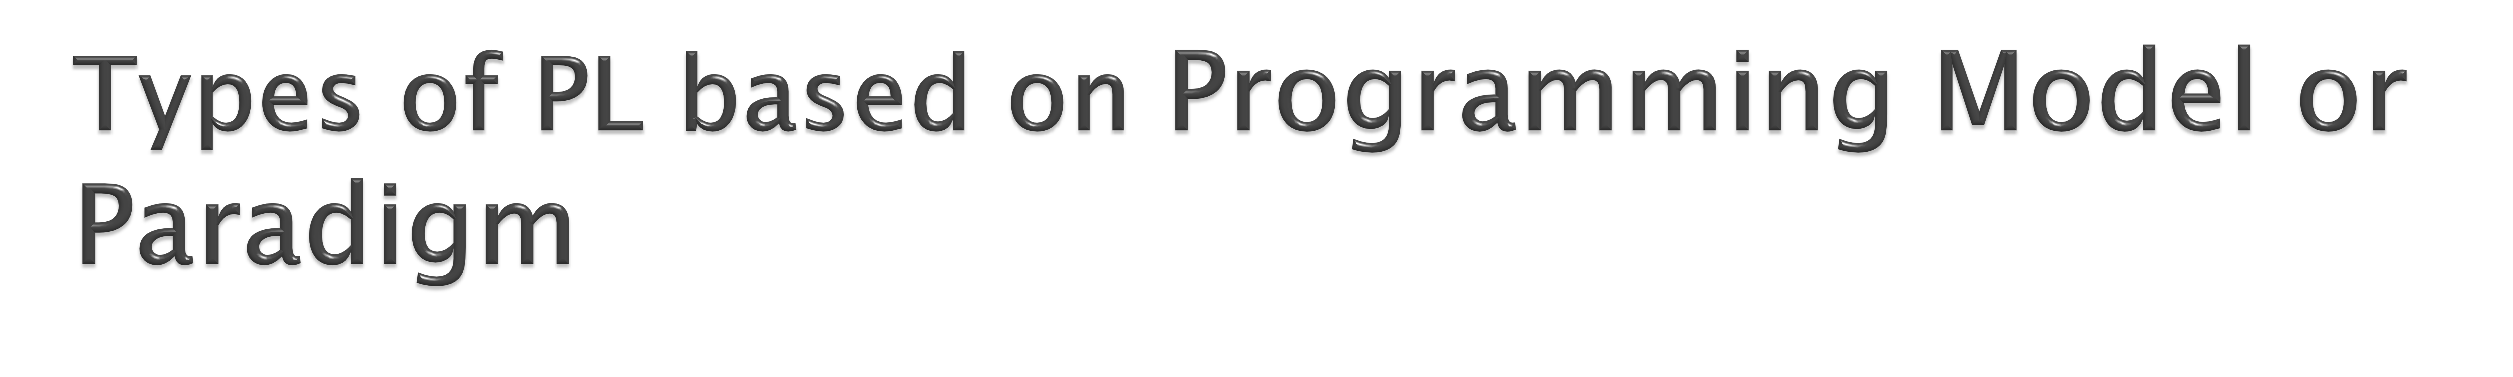 Types of PL based on Programming Model or
Paradigm